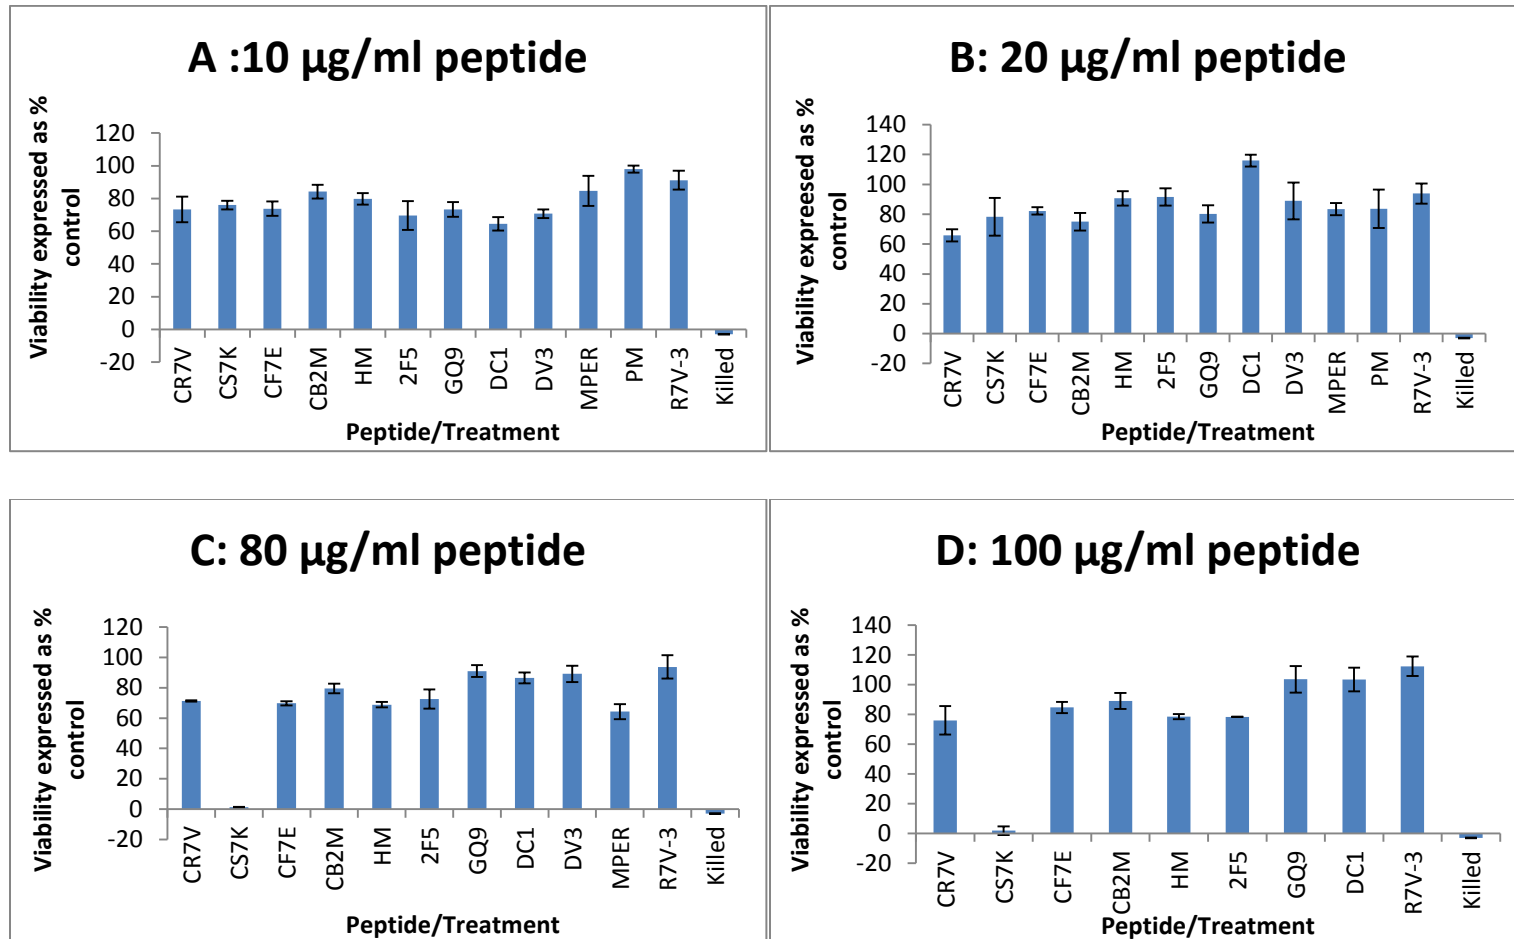 A :10 µg/ml peptide
Viability expressed as %
control
120
100
80
60
40
20
0
-20
CR7V
CS7K
CF7E
CB2M
HM
2F5
GQ9
DC1
DV3
MPER
PM
R7V-3
Killed
Peptide/Treatment
B: 20 µg/ml peptide
Viability expreesed as %
control
140
120
100
80
60
40
20
0
-20
CR7V
CS7K
CF7E
CB2M
HM
2F5
GQ9
DC1
DV3
MPER
PM
R7V-3
Killed
Peptide/Treatment
C: 80 µg/ml peptide
Viability expressed as %
control
120
100
80
60
40
20
0
-20
CR7V
CS7K
CF7E
CB2M
HM
2F5
GQ9
DC1
DV3
MPER
R7V-3
Killed
Peptide/Treatment
D: 100 µg/ml peptide
Viability expressed as %
control
140
120
100
80
60
40
20
0
-20
CR7V
CS7K
CF7E
CB2M
HM
2F5
GQ9
DC1
R7V-3
Killed
Peptide/Treatment